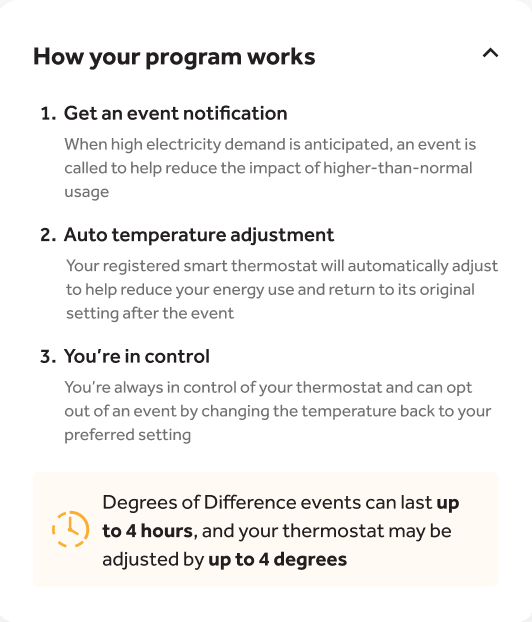 How your program works
1. Get an event notification
When high electricity demand is anticipated, an event is
called to help reduce the impact of higher-than-normal
usage
2. Auto temperature adjustment
Your registered smart thermostat will automatically adjust
to help reduce your energy use and return to its original
setting after the event
3. You're in control
You're always in control of your thermostat and can opt
out of an event by changing the temperature back to your
preferred setting
Degrees of Difference events can last up
to 4 hours, and your thermostat may be
adjusted by up to 4 degrees